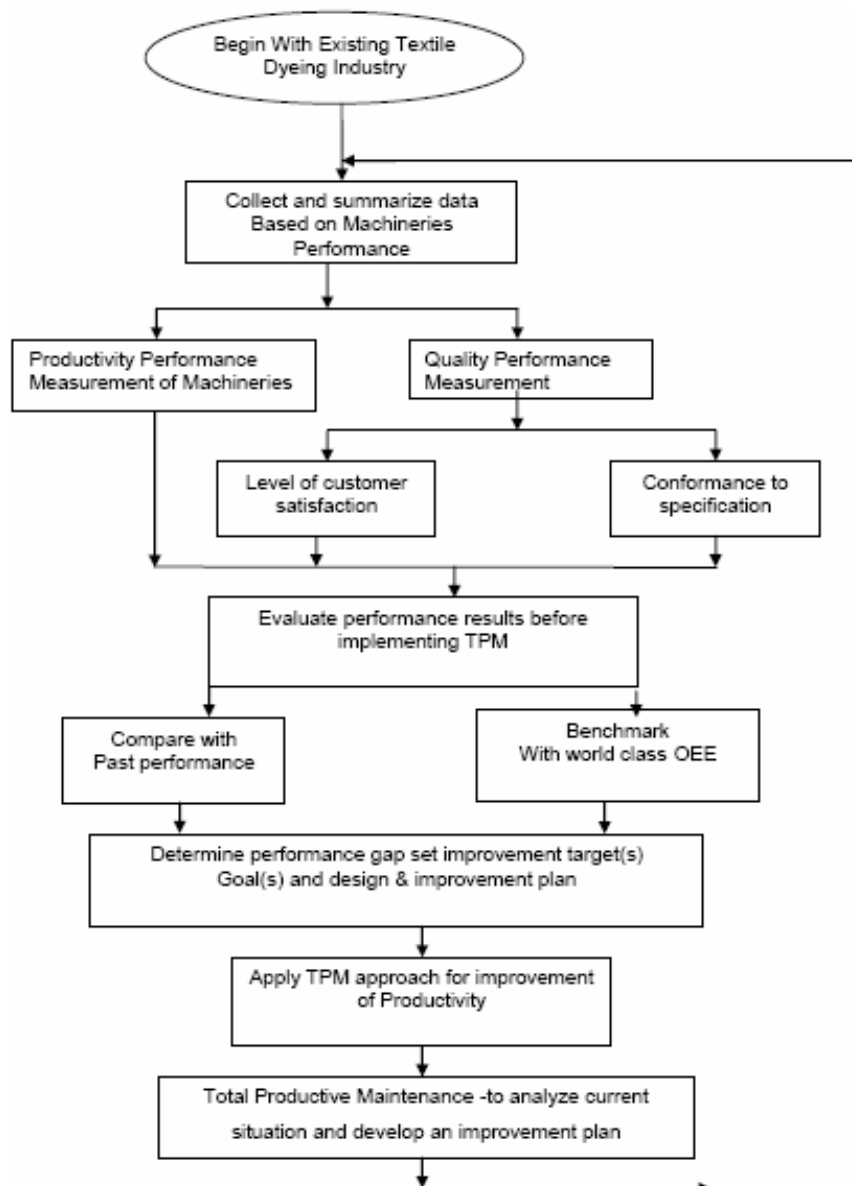 Begin With Existing Textile
Dyeing Industry
Collect and summarize data
Based on Machineries
Performance
Productivity Performance
Measurement of Machineries
Quality Performance
Measurement
Level of customer
satisfaction
Conformance to
specification
Evaluate performance results before
implementing TPM
Compare with
Past performance
Benchmark
With world class OEE
Determine performance gap set improvement target(s)
Goal(s) and design & improvement plan
Apply TPM approach for improvement
of Productivity
Total Productive Maintenance -to analyze current
situation and develop an improvement plan